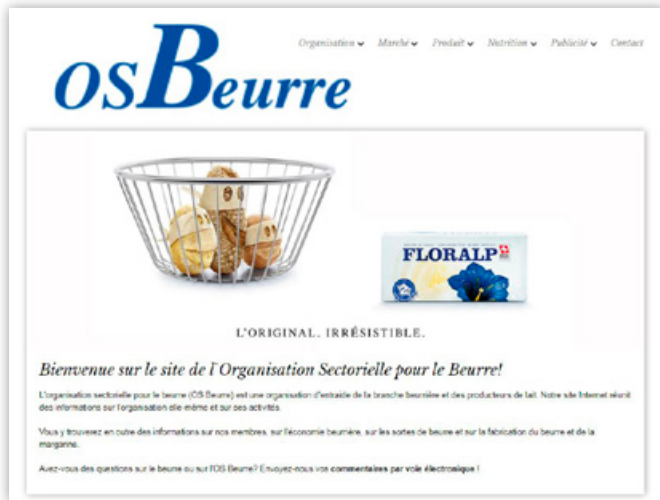 OSBeurre
Organisation Marché Produit Nutrition Publicité Contact
FLORALP
L'ORIGINAL. IRRÉSISTIBLE.
Bienvenue sur le site de l`Organisation Sectorielle pour le Beurre!
L'organisation sectorielle pour le beurre (OS Beurre) est une organisation d'entraide de la branche beurrière et des producteurs de lait. Notre site Internet réunit
des informations sur l'organisation elle-même et sur ses activités.
Vous y trouverez en outre des informations sur nos membres, sur l'économie beurrière, sur les sortes de beurre et sur la fabrication du beurre et de la
margarine.
Avez-vous des questions sur le beurre ou sur l'OS Beurre? Envoyez-nous vos commentaires par voie électronique !